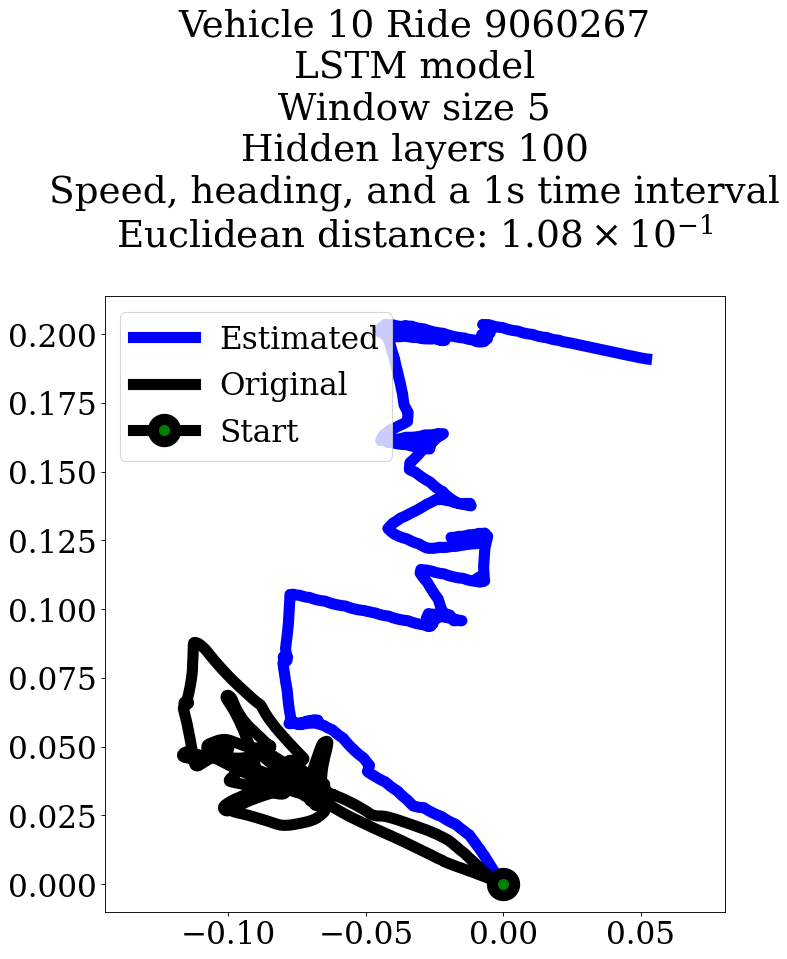 Vehicle 10 Ride 9060267
LSTM model
Window size 5
Hidden layers 100
Speed, heading, and a 1s time interval
Euclidean distance: 1.08 × 10⁻¹
Estimated
Original
Start
0.200
0.175
0.150
0.125
0.100
0.075
0.050
0.025
0.000
−0.10 −0.05 0.00 0.05